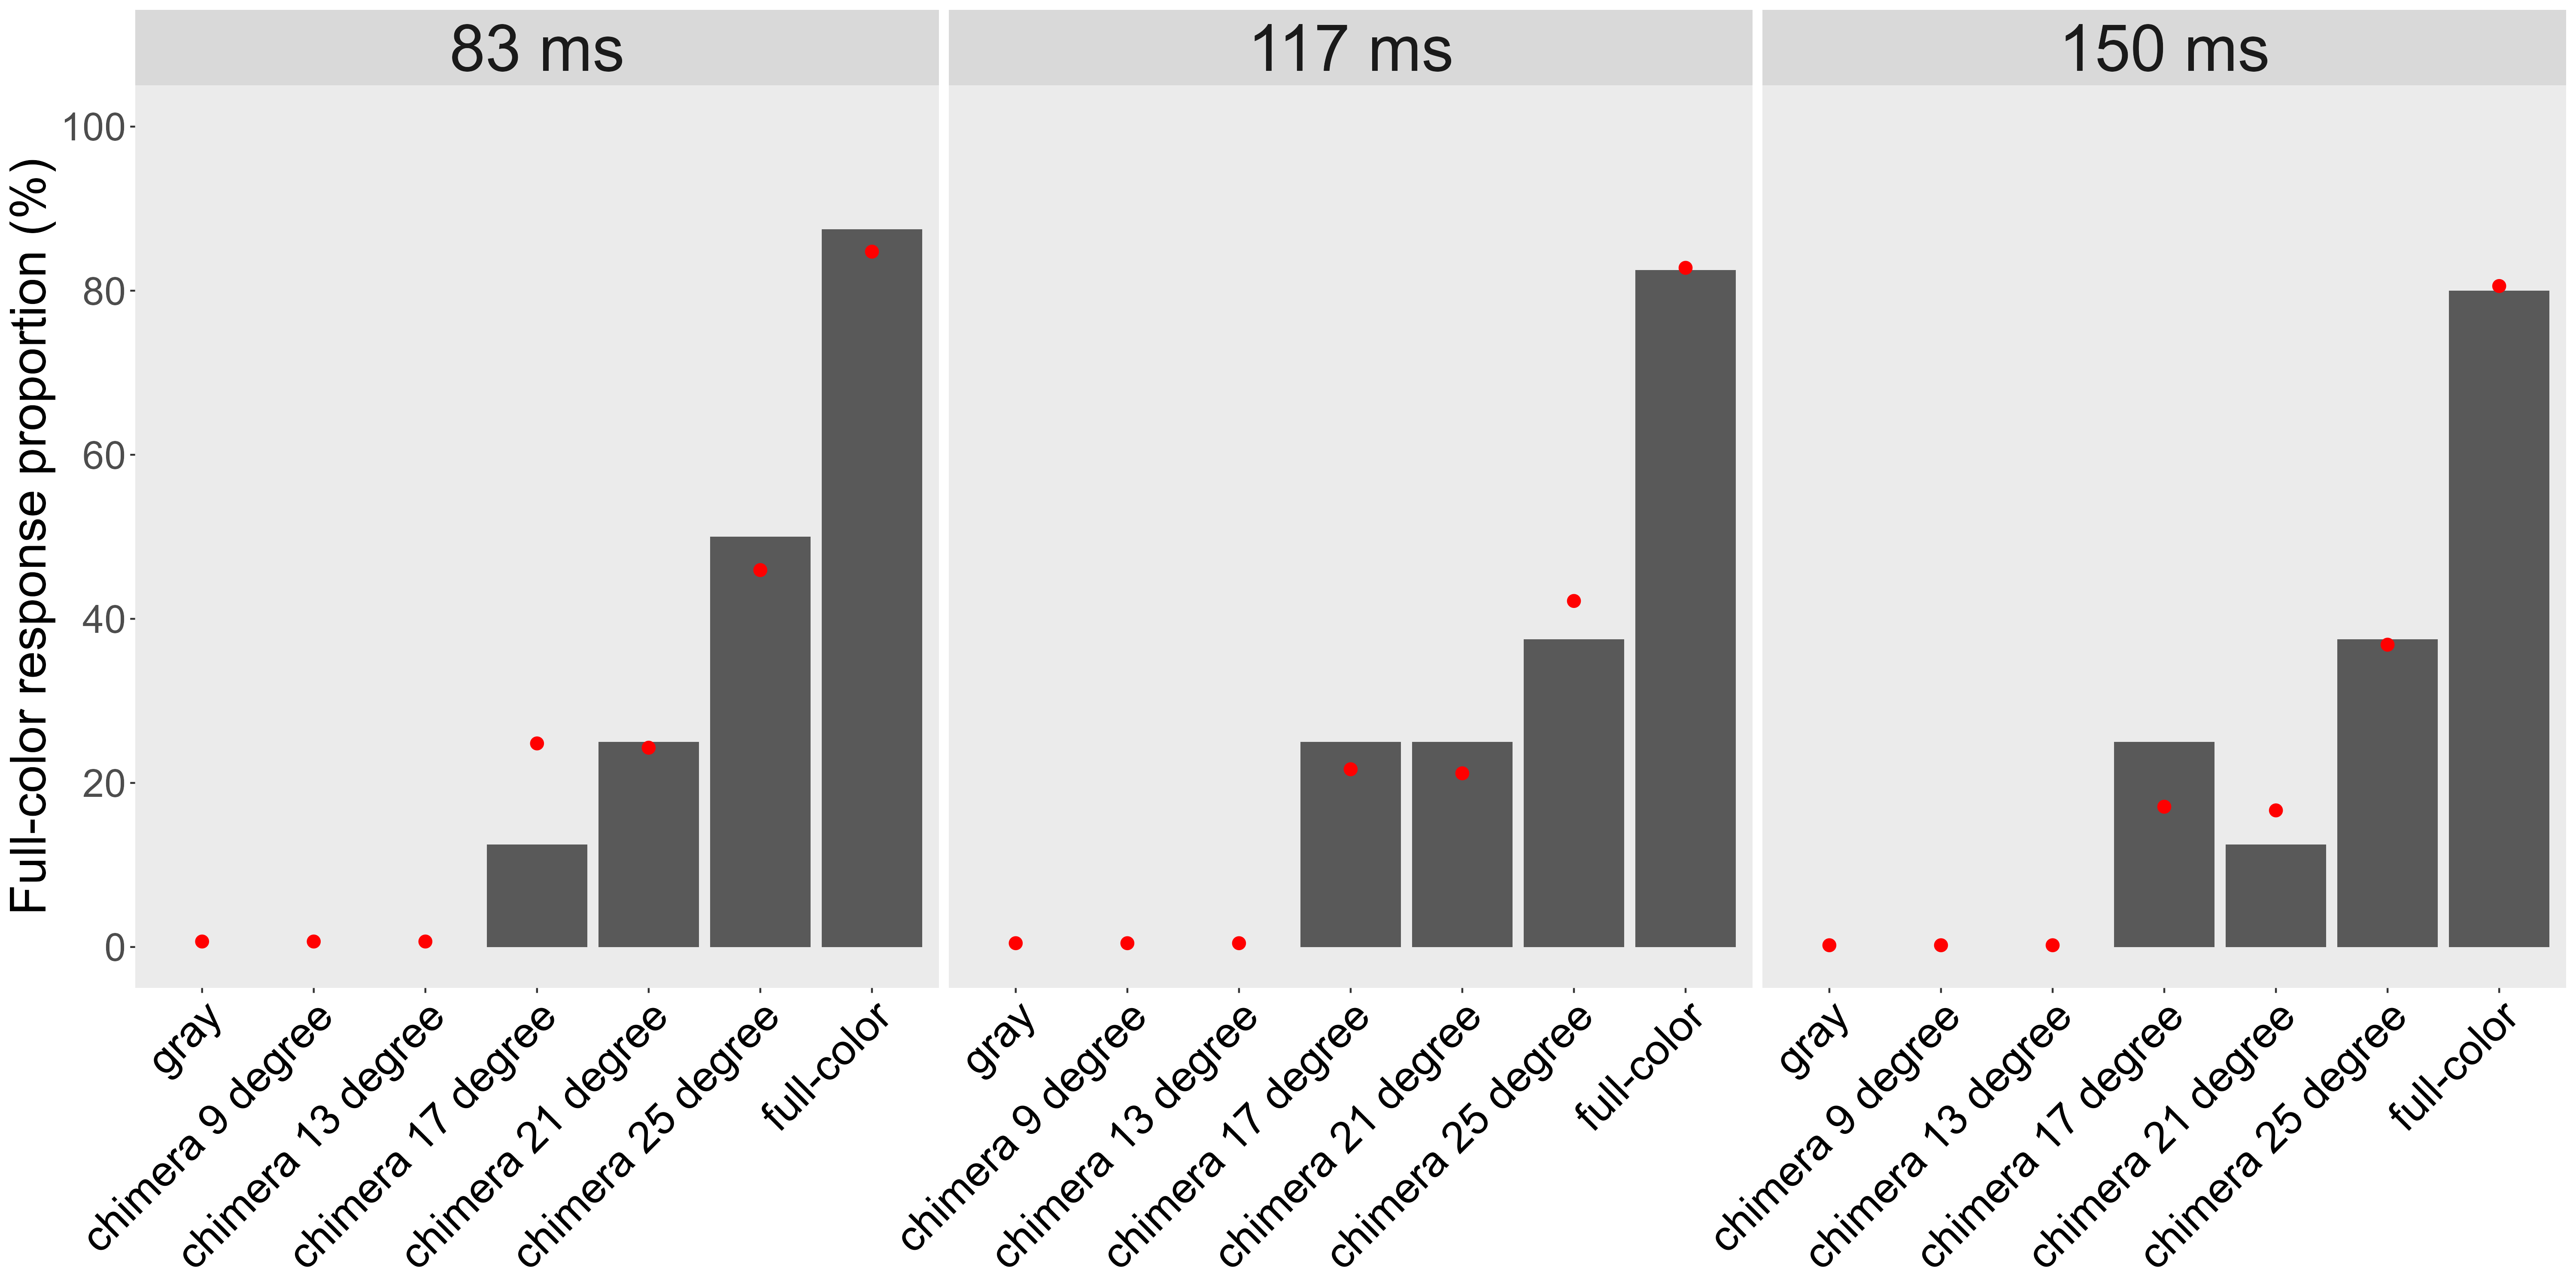 83 ms
117 ms
150 ms
Full-color response proportion (%)
100
80
60
40
20
0
gray
chimera 9 degree
chimera 13 degree
chimera 17 degree
chimera 21 degree
chimera 25 degree
full-color
gray
chimera 9 degree
chimera 13 degree
chimera 17 degree
chimera 21 degree
chimera 25 degree
full-color
gray
chimera 9 degree
chimera 13 degree
chimera 17 degree
chimera 21 degree
chimera 25 degree
full-color